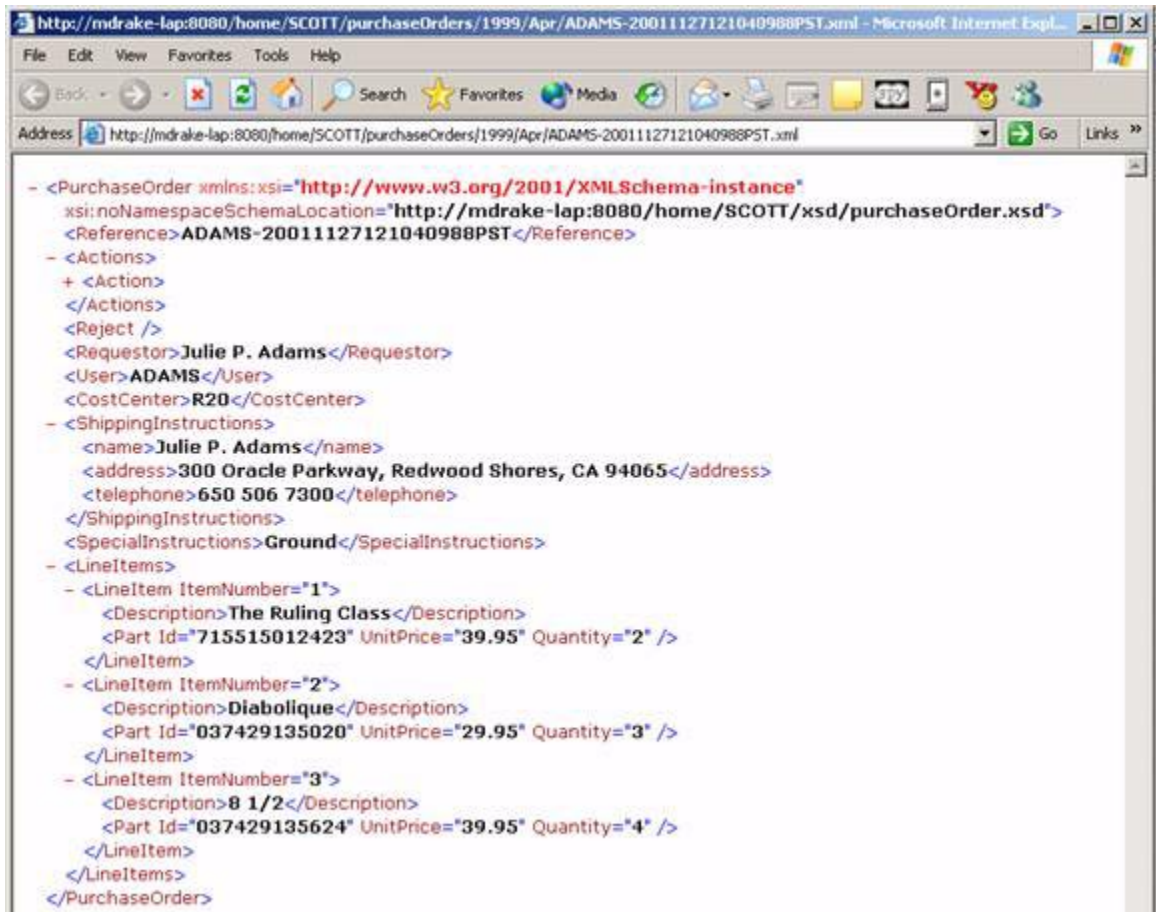 http://mdrake-lap:8080/home/SCOTT/purchaseOrders/1999/Apr/ADAMS-20011127121040988PST.xml - Microsoft Internet Expl...
File Edit View Favorites Tools Help
Back Search Favorites Media
Address http://mdrake-lap:8080/home/SCOTT/purchaseOrders/1999/Apr/ADAMS-20011127121040988PST.xml Go Links »
- <PurchaseOrder xmlns:xsi="http://www.w3.org/2001/XMLSchema-instance"
xsi:noNamespaceSchemaLocation="http://mdrake-lap:8080/home/SCOTT/xsd/purchaseOrder.xsd">
<Reference>ADAMS-20011127121040988PST</Reference>
- <Actions>
+ <Action>
</Actions>
<Reject />
<Requestor>Julie P. Adams</Requestor>
<User>ADAMS</User>
<CostCenter>R20</CostCenter>
- <ShippingInstructions>
<name>Julie P. Adams</name>
<address>300 Oracle Parkway, Redwood Shores, CA 94065</address>
<telephone>650 506 7300</telephone>
</ShippingInstructions>
<SpecialInstructions>Ground</SpecialInstructions>
- <LineItems>
- <LineItem ItemNumber="1">
<Description>The Ruling Class</Description>
<Part Id="715515012423" UnitPrice="39.95" Quantity="2" />
</LineItem>
- <LineItem ItemNumber="2">
<Description>Diabolique</Description>
<Part Id="037429135020" UnitPrice="29.95" Quantity="3" />
</LineItem>
- <LineItem ItemNumber="3">
<Description>8 1/2</Description>
<Part Id="037429135624" UnitPrice="39.95" Quantity="4" />
</LineItem>
</LineItems>
</PurchaseOrder>